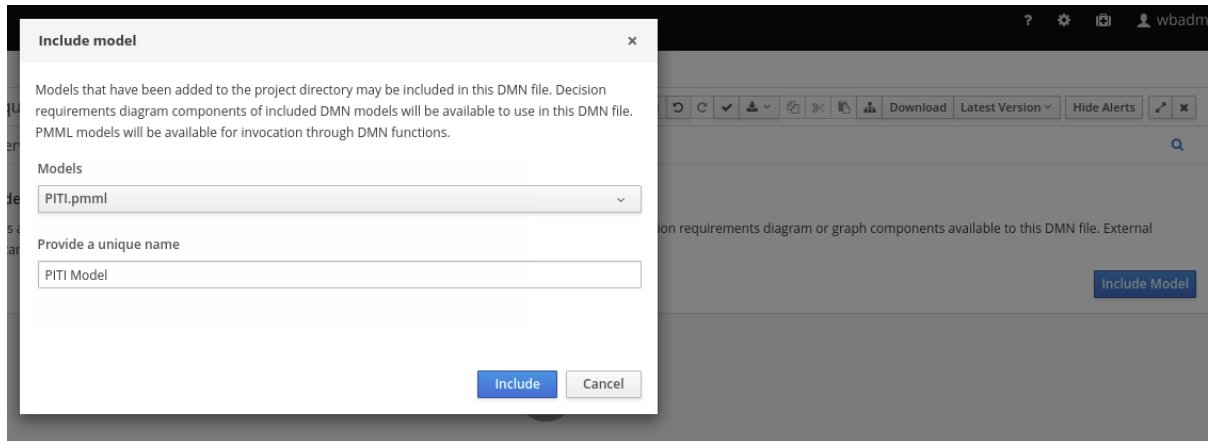 ? wbadm
Include model ×
Models that have been added to the project directory may be included in this DMN file. Decision
requirements diagram components of included DMN models will be available to use in this DMN file.
PMML models will be available for invocation through DMN functions.
Download Latest Version Hide Alerts
Models
PITI.pmml
ion requirements diagram or graph components available to this DMN file. External
Provide a unique name
PITI Model
Include Model
Include Cancel